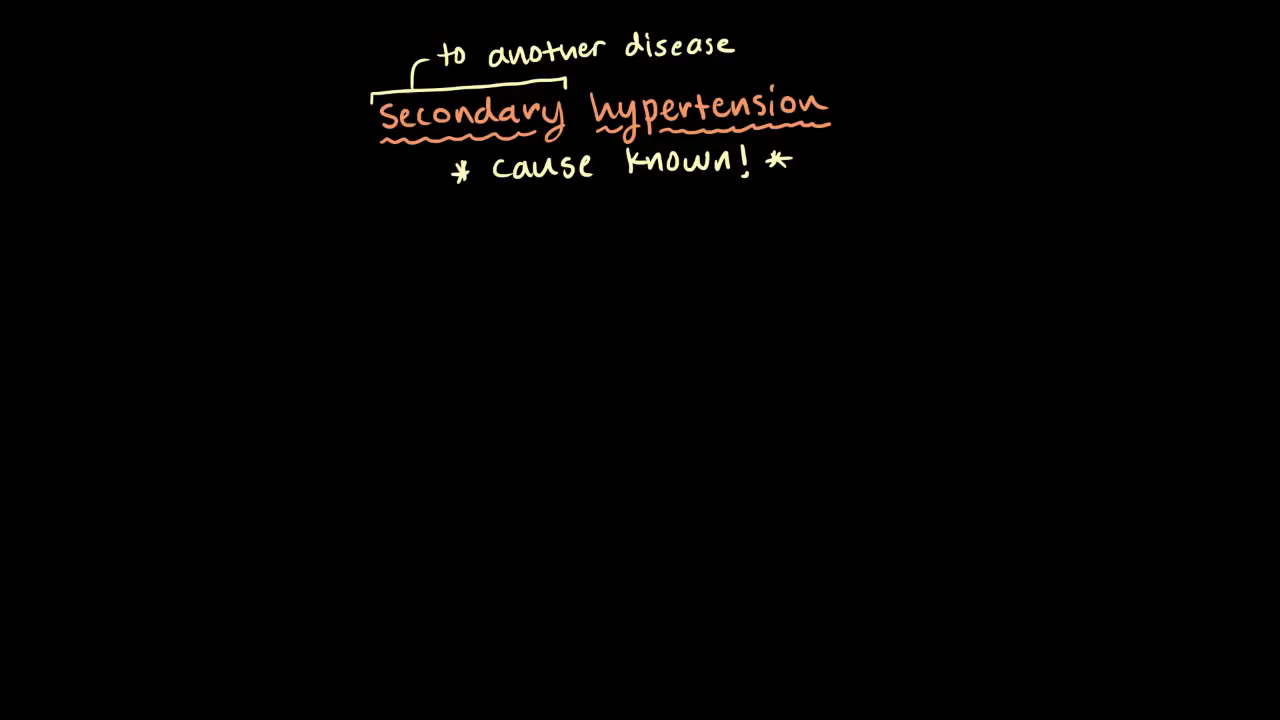 to another disease
secondary hypertension
* cause known! *